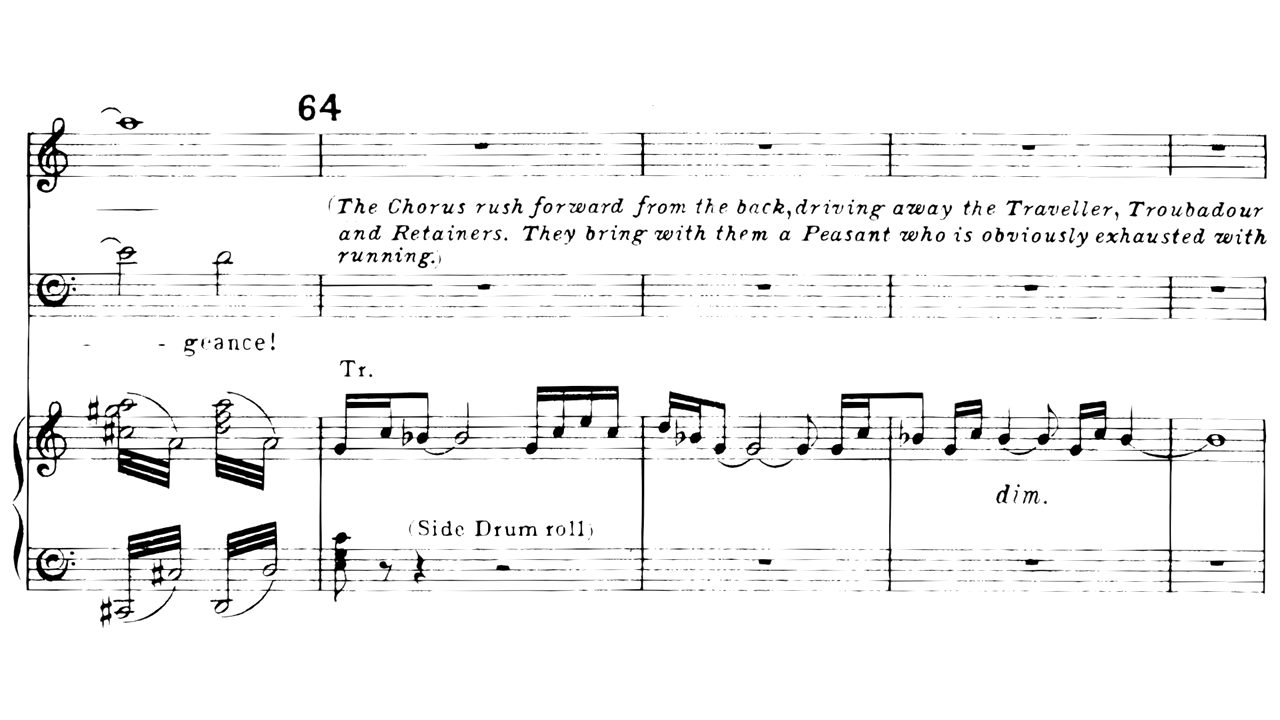 64
(The Chorus rush forward from the back, driving away the Traveller, Troubadour
and Retainers. They bring with them a Peasant who is obviously exhausted with
running.)
- - geance!
Tr.
dim.
(Side Drum roll)